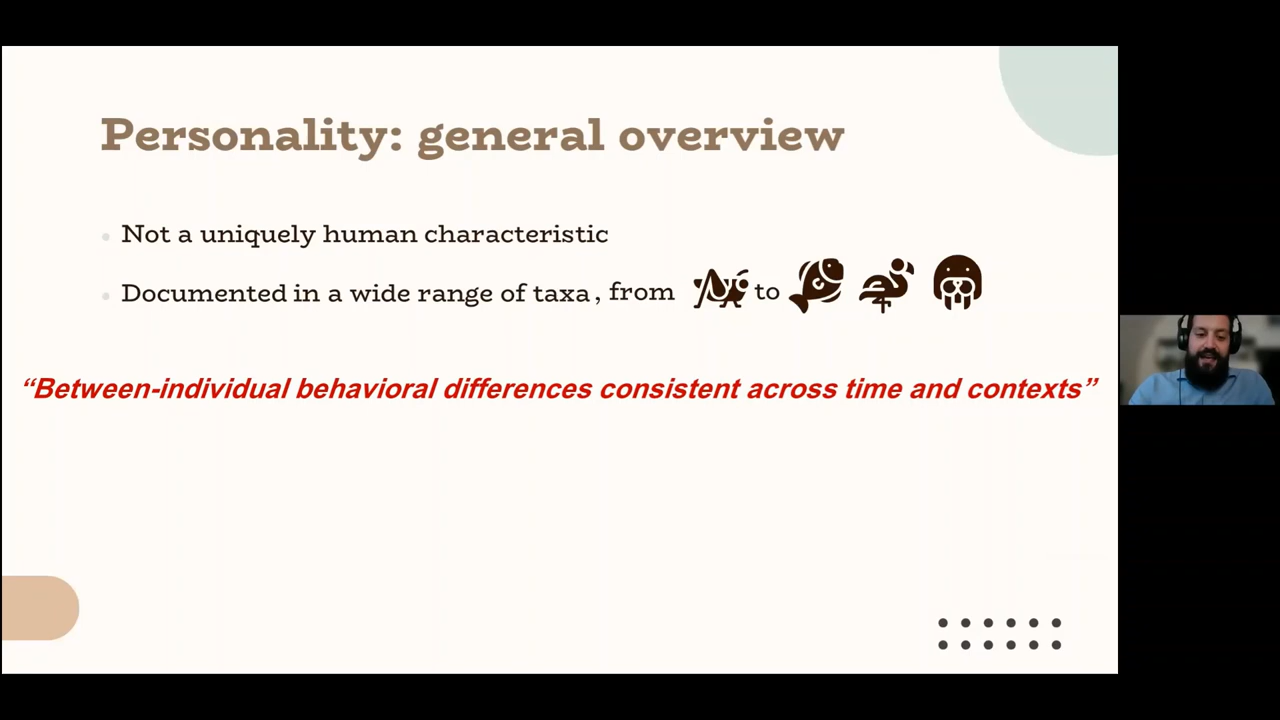 Personality: general overview
Not a uniquely human characteristic
Documented in a wide range of taxa, from to
“Between-individual behavioral differences consistent across time and contexts”